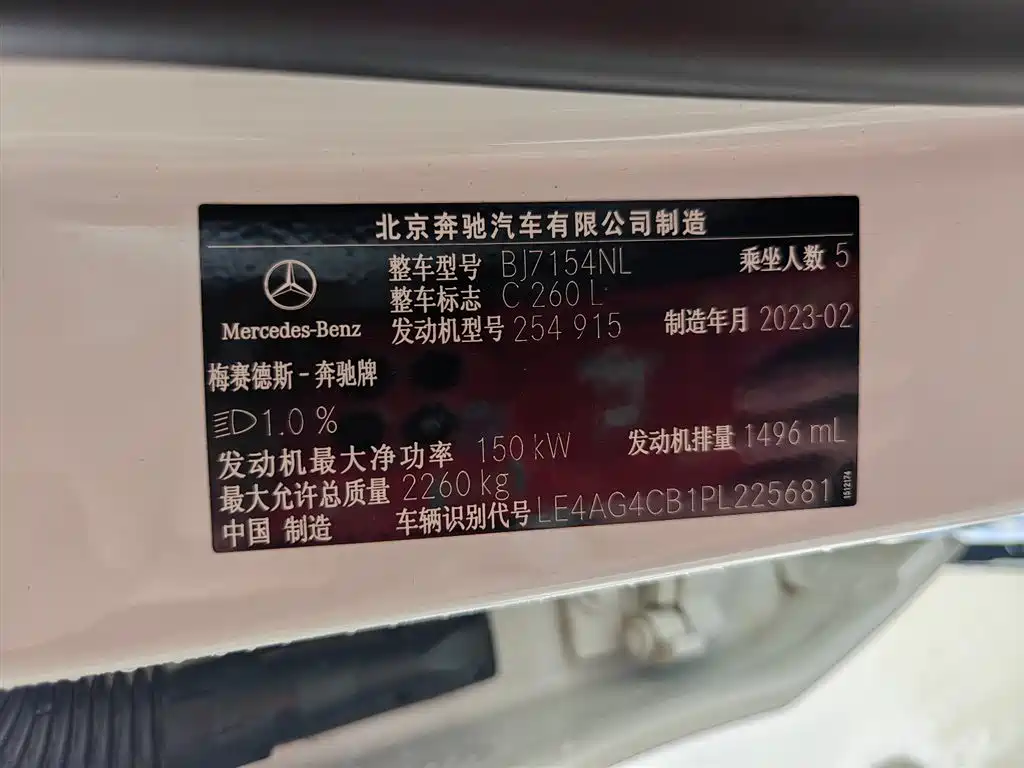 北京奔驰汽车有限公司制造
整车型号 BJ7154NL 乘坐人数 5
整车标志 C 260 L
Mercedes-Benz 发动机型号 254 915 制造年月 2023-02
梅赛德斯-奔驰牌
1.0 %
发动机最大净功率 150 kW 发动机排量 1496 mL
最大允许总质量 2260 kg
中国 制造 车辆识别代号 LE4AG4CB1PL225681
1512174